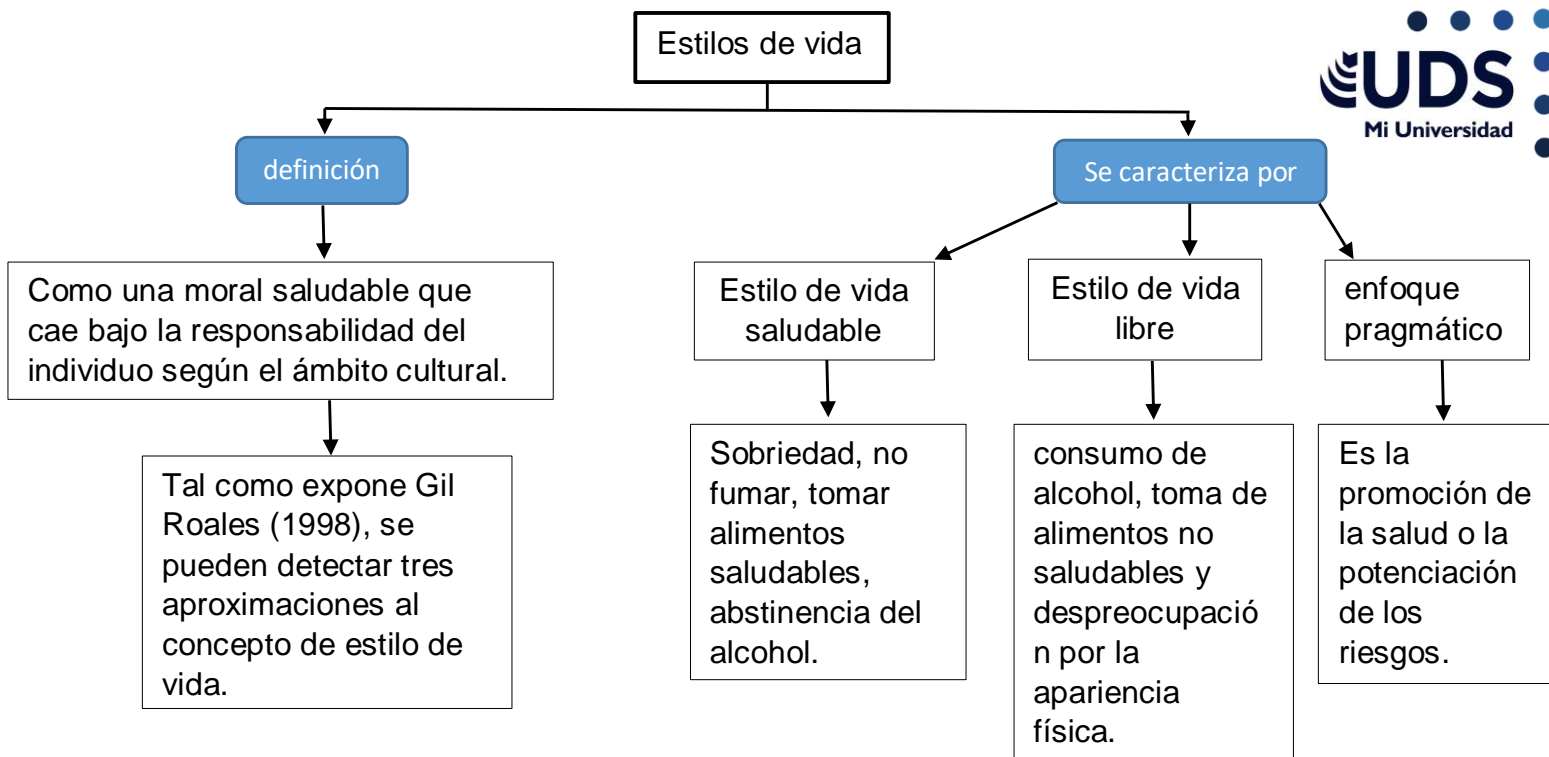 Estilos de vida
UDS
Mi Universidad
definición
Se caracteriza por
Como una moral saludable que
cae bajo la responsabilidad del
individuo según el ámbito cultural.
Tal como expone Gil
Roales (1998), se
pueden detectar tres
aproximaciones al
concepto de estilo de
vida.
Estilo de vida
saludable
Estilo de vida
libre
enfoque
pragmático
Sobriedad, no
fumar, tomar
alimentos
saludables,
abstinencia del
alcohol.
consumo de
alcohol, toma de
alimentos no
saludables y
despreocupació
n por la
apariencia
física.
Es la
promoción de
la salud o la
potenciación
de los
riesgos.